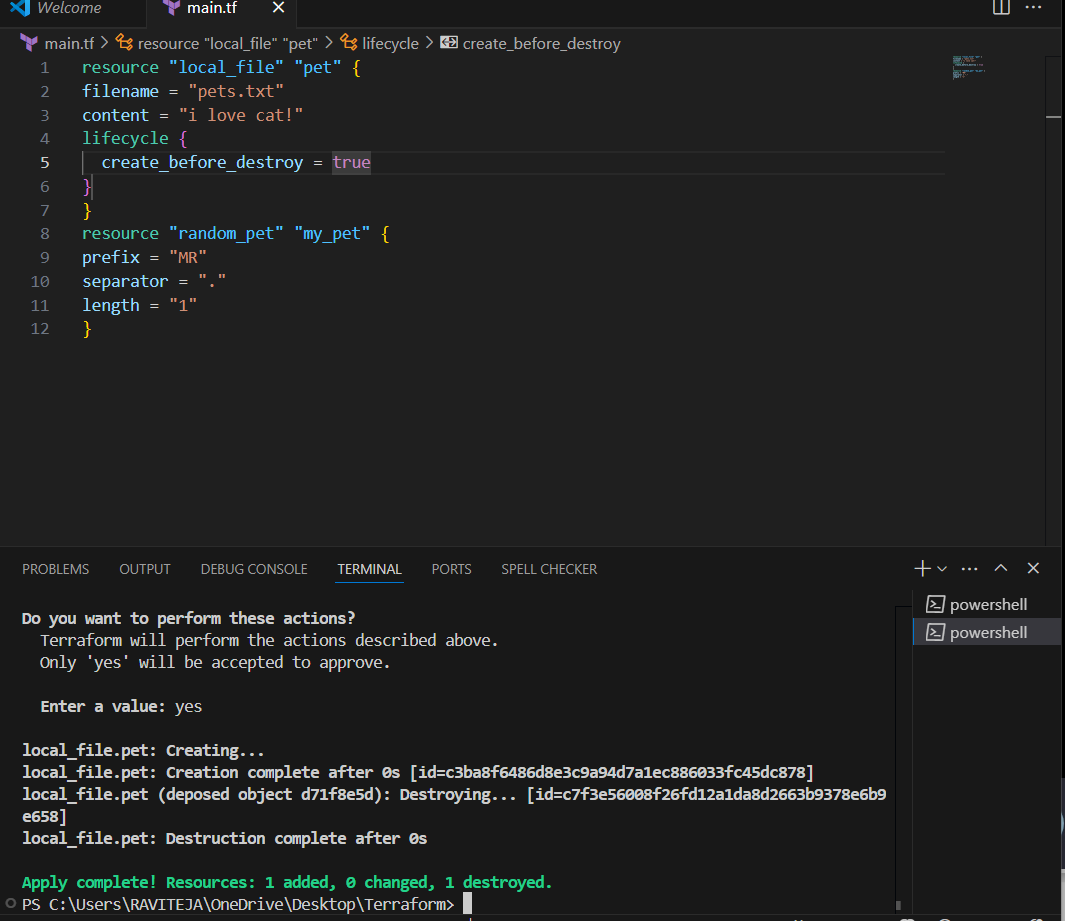 Welcome
main.tf
main.tf > resource "local_file" "pet" > lifecycle > create_before_destroy
1 resource "local_file" "pet" {
2 filename = "pets.txt"
3 content = "i love cat!"
4 lifecycle {
5 create_before_destroy = true
6 }
7 }
8 resource "random_pet" "my_pet" {
9 prefix = "MR"
10 separator = "."
11 length = "1"
12 }
PROBLEMS OUTPUT DEBUG CONSOLE TERMINAL PORTS SPELL CHECKER
powershell
powershell
Do you want to perform these actions?
Terraform will perform the actions described above.
Only 'yes' will be accepted to approve.
Enter a value: yes
local_file.pet: Creating...
local_file.pet: Creation complete after 0s [id=c3ba8f6486d8e3c9a94d7a1ec886033fc45dc878]
local_file.pet (deposed object d71f8e5d): Destroying... [id=c7f3e56008f26fd12a1da8d2663b9378e6b9
e658]
local_file.pet: Destruction complete after 0s
Apply complete! Resources: 1 added, 0 changed, 1 destroyed.
PS C:\Users\RAVITEJA\OneDrive\Desktop\Terraform>